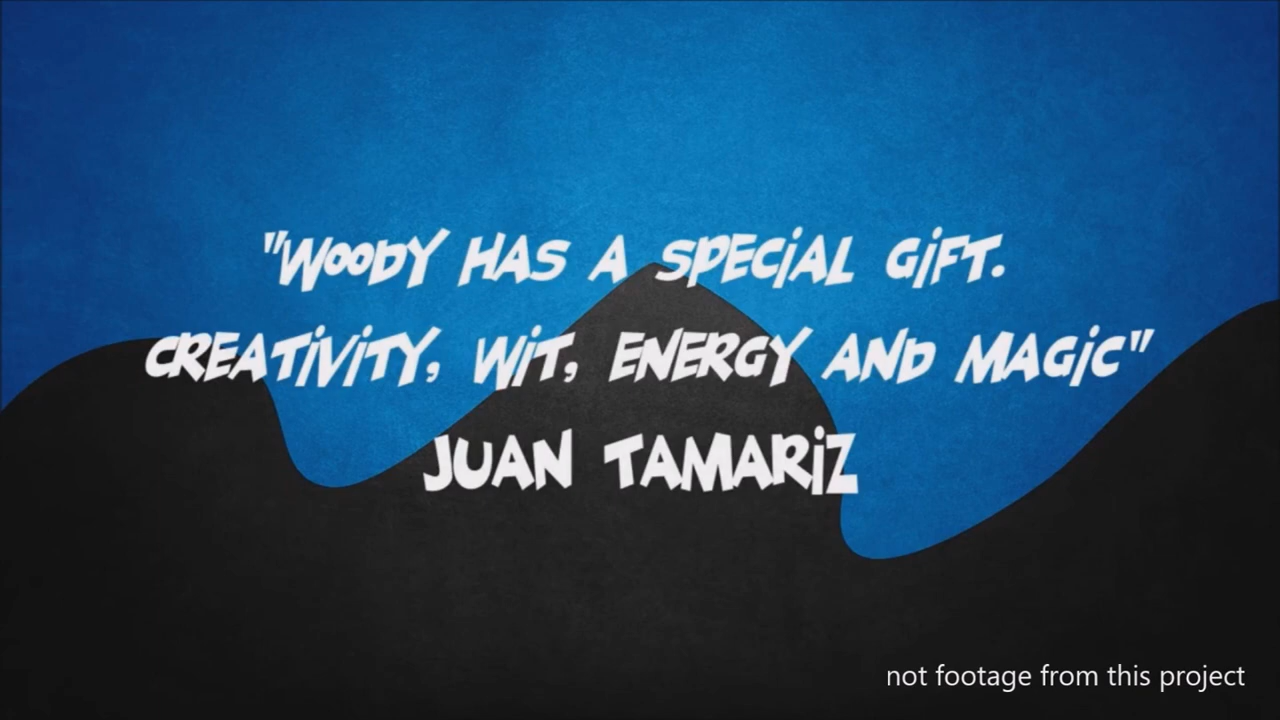 "WOODY HAS A SPECIAL GIFT.
CREATIVITY, WIT, ENERGY AND MAGIC"
JUAN TAMARIZ
not footage from this project